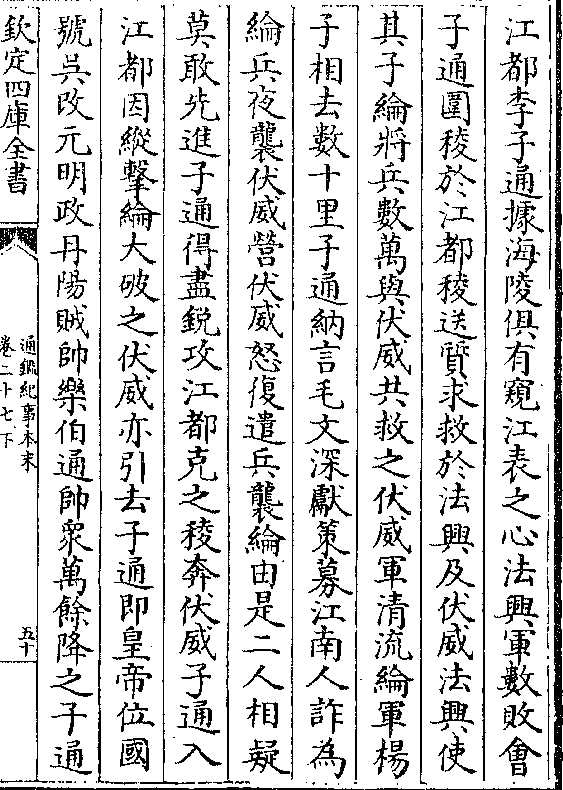 江都李子通據海陵俱有窺江表之心法興軍數敗㑹
子通圍稜於江都稜送質求救於法興及伏威法興使
其子綸將兵數萬與伏威共救之伏威軍清流綸軍楊
子相去數十里子通納言毛文深獻策募江南人詐為
綸兵夜襲伏威營伏威怒復遣兵襲綸由是二人相疑
莫敢先進子通得盡鋭攻江都克之稜奔伏威子通入
江都因縱擊綸大破之伏威亦引去子通即皇帝位國
號吳改元明政丹陽賊帥樂伯通帥衆萬餘降之子通
欽定四庫全書
通鑑紀事本末
卷二十七下
五十